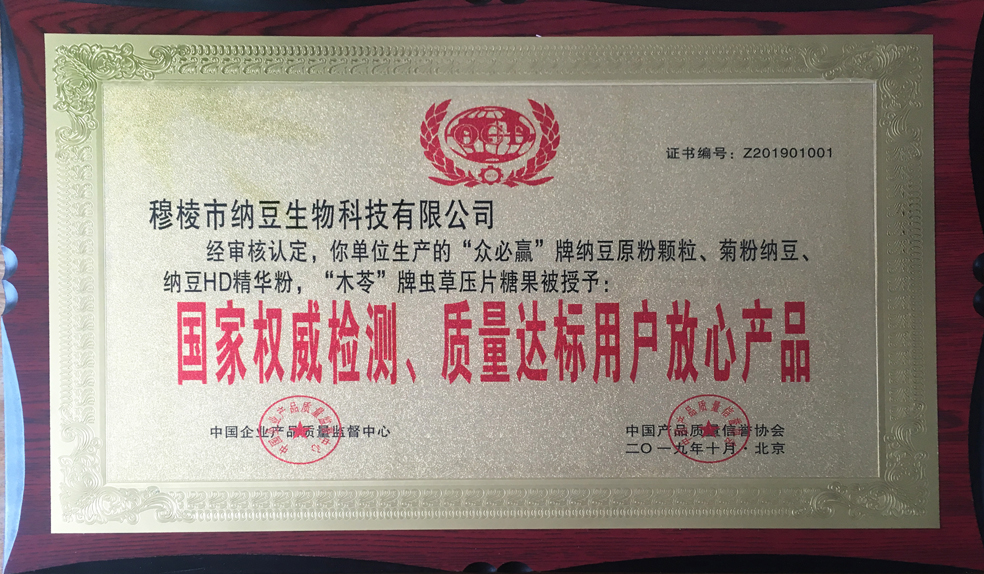 证书编号：Z201901001
穆棱市纳豆生物科技有限公司
经审核认定，你单位生产的“众必赢”牌纳豆原粉颗粒、菊粉纳豆、
纳豆HD精华粉，“木苓”牌虫草压片糖果被授予：
国家权威检测、质量达标用户放心产品
中国企业产品质量监督中心
中国产品质量信誉协会
二〇一九年十月·北京